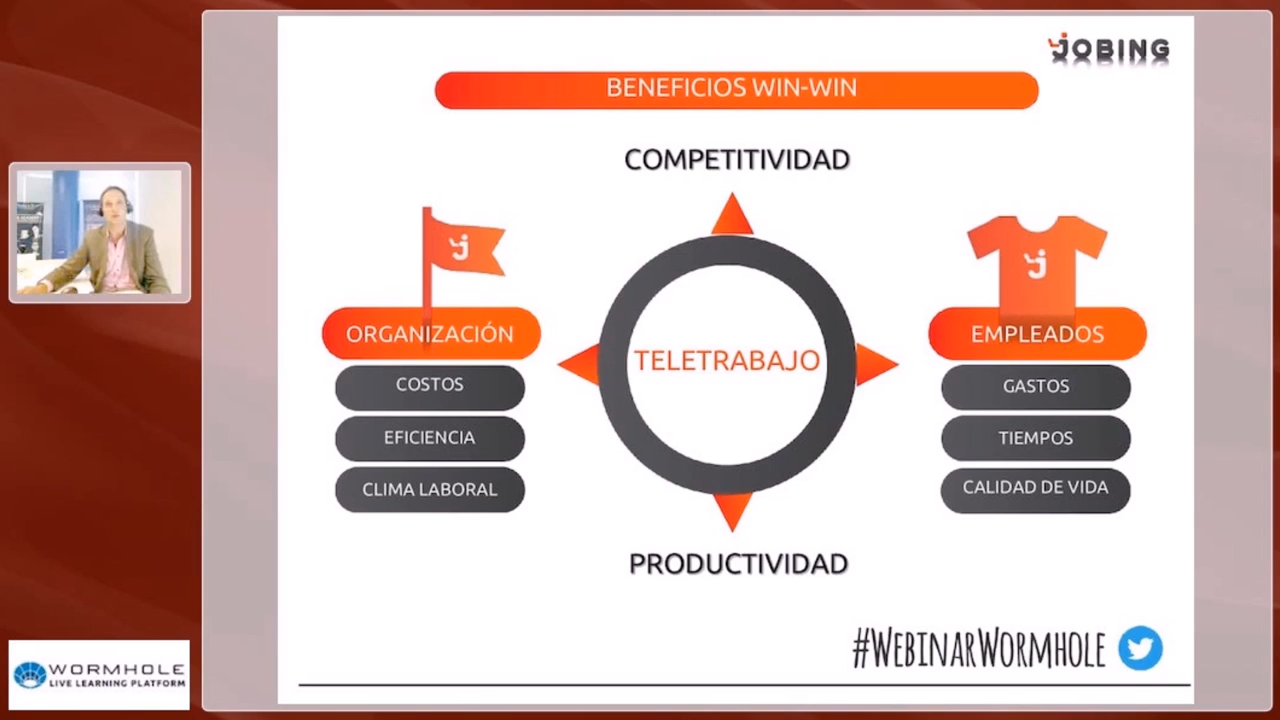 JOBING
BENEFICIOS WIN-WIN
COMPETITIVIDAD
ORGANIZACIÓN
COSTOS
EFICIENCIA
CLIMA LABORAL
TELETRABAJO
EMPLEADOS
GASTOS
TIEMPOS
CALIDAD DE VIDA
PRODUCTIVIDAD
#WEBINARWORMHOLE
WORMHOLE
LIVE LEARNING PLATFORM